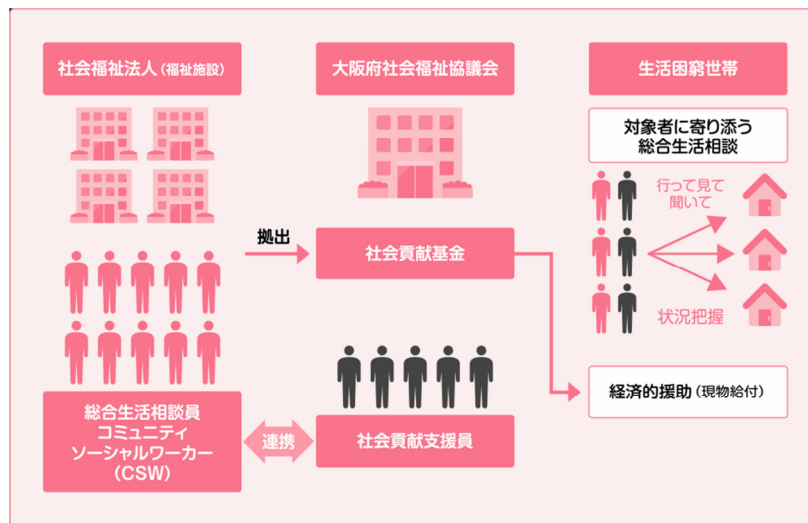 社会福祉法人（福祉施設）
大阪府社会福祉協議会
生活困窮世帯
対象者に寄り添う
総合生活相談
行って見て
聞いて
拠出
社会貢献基金
状況把握
経済的援助（現物給付）
総合生活相談員
コミュニティ
ソーシャルワーカー
（CSW）
連携
社会貢献支援員